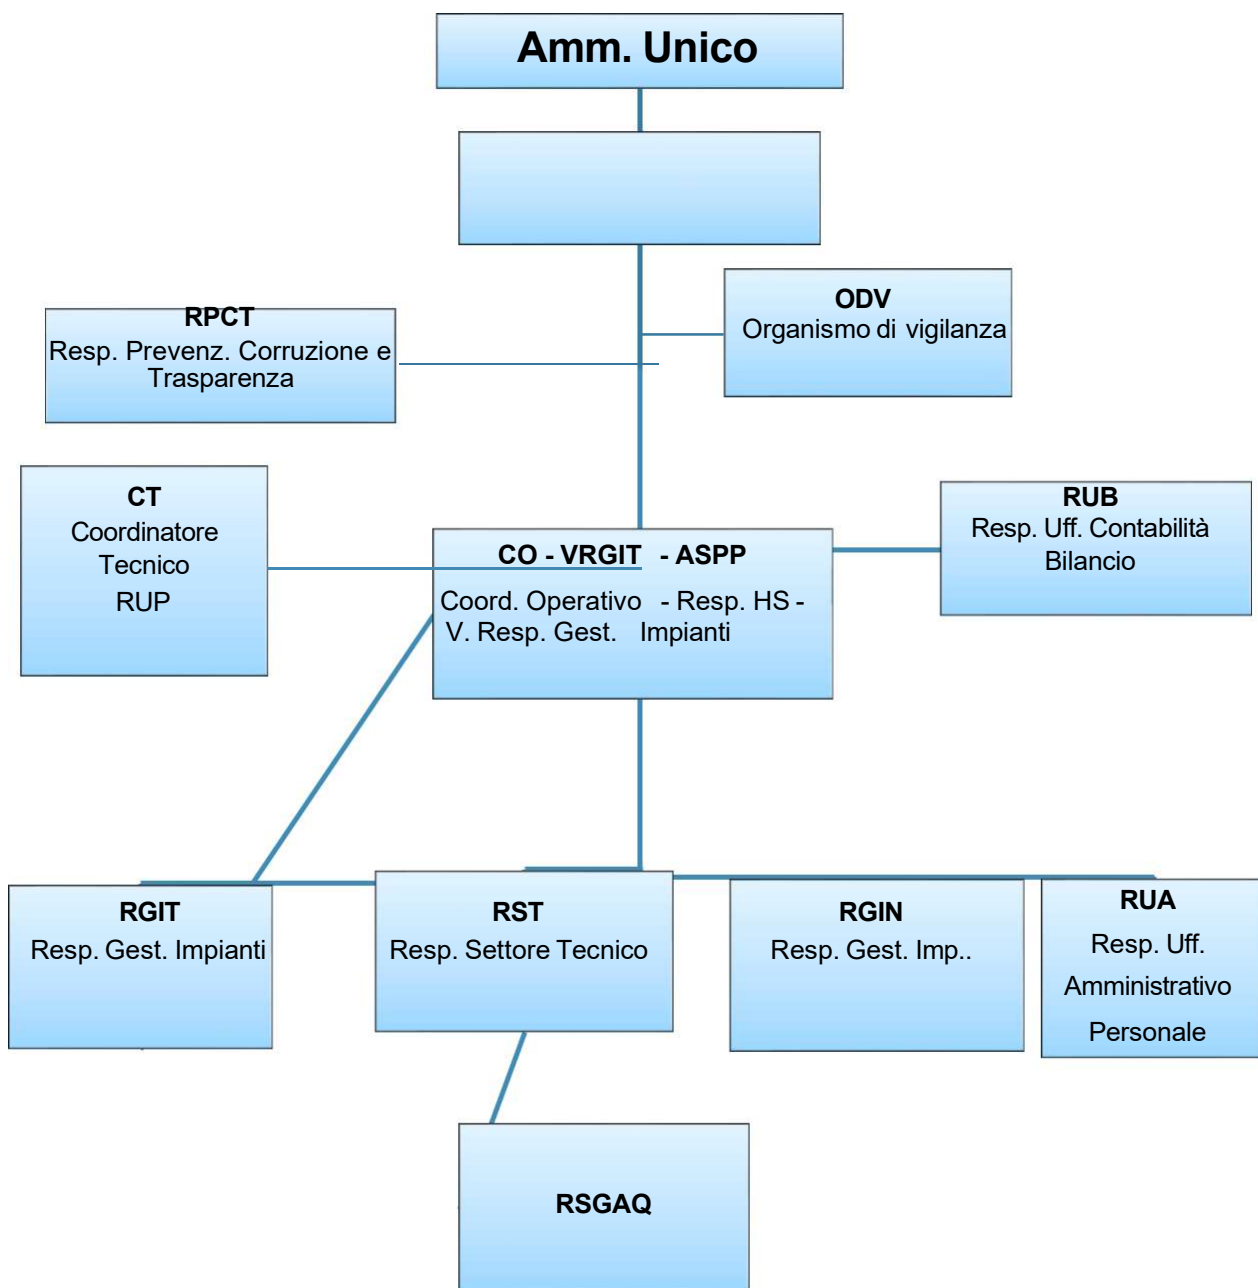 Amm. Unico
ODV
Organismo di vigilanza
RPCT
Resp. Prevenz. Corruzione e
Trasparenza
CT
Coordinatore
Tecnico
RUP
RUB
Resp. Uff. Contabilità
Bilancio
CO - VRGIT - ASPP
Coord. Operativo - Resp. HS -
V. Resp. Gest. Impianti
RGIT
Resp. Gest. Impianti
RST
Resp. Settore Tecnico
RGIN
Resp. Gest. Imp..
RUA
Resp. Uff.
Amministrativo
Personale
RSGAQ